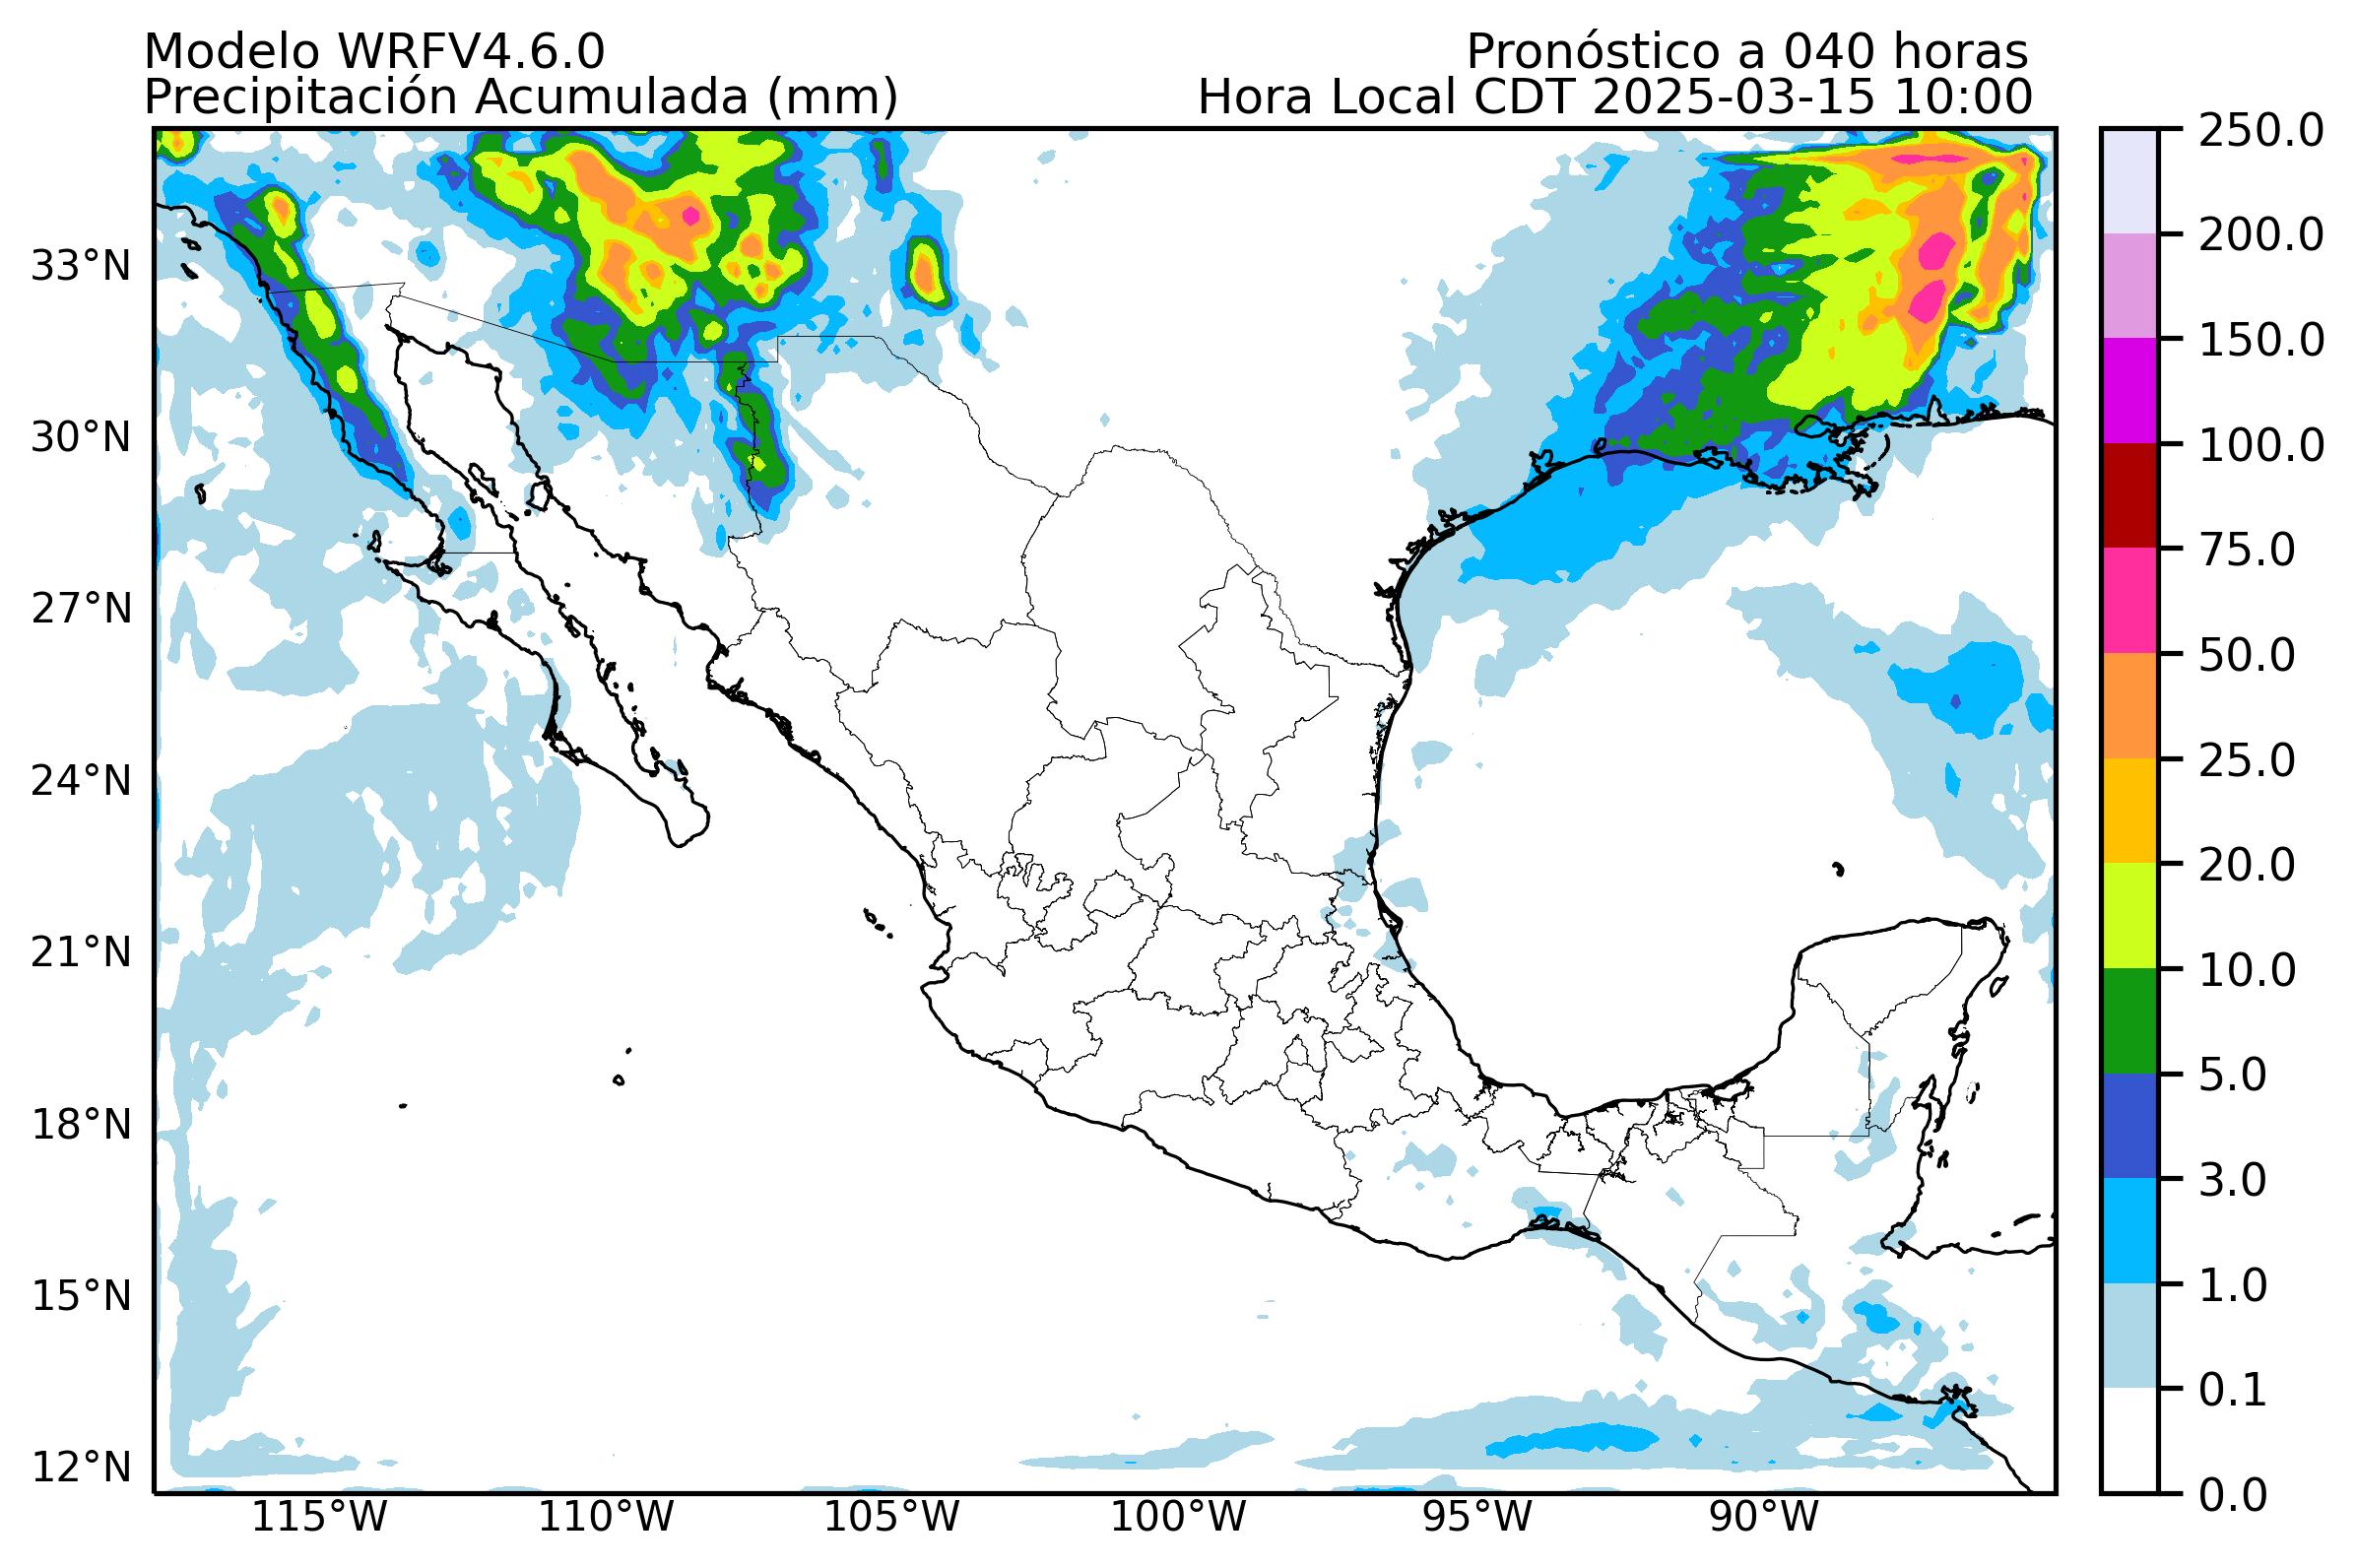 Modelo WRFV4.6.0
Pronóstico a 040 horas
Precipitación Acumulada (mm)
Hora Local CDT 2025-03-15 10:00
33°N
30°N
27°N
24°N
21°N
18°N
15°N
12°N
115°W
110°W
105°W
100°W
95°W
90°W
250.0
200.0
150.0
100.0
75.0
50.0
25.0
20.0
10.0
5.0
3.0
1.0
0.1
0.0